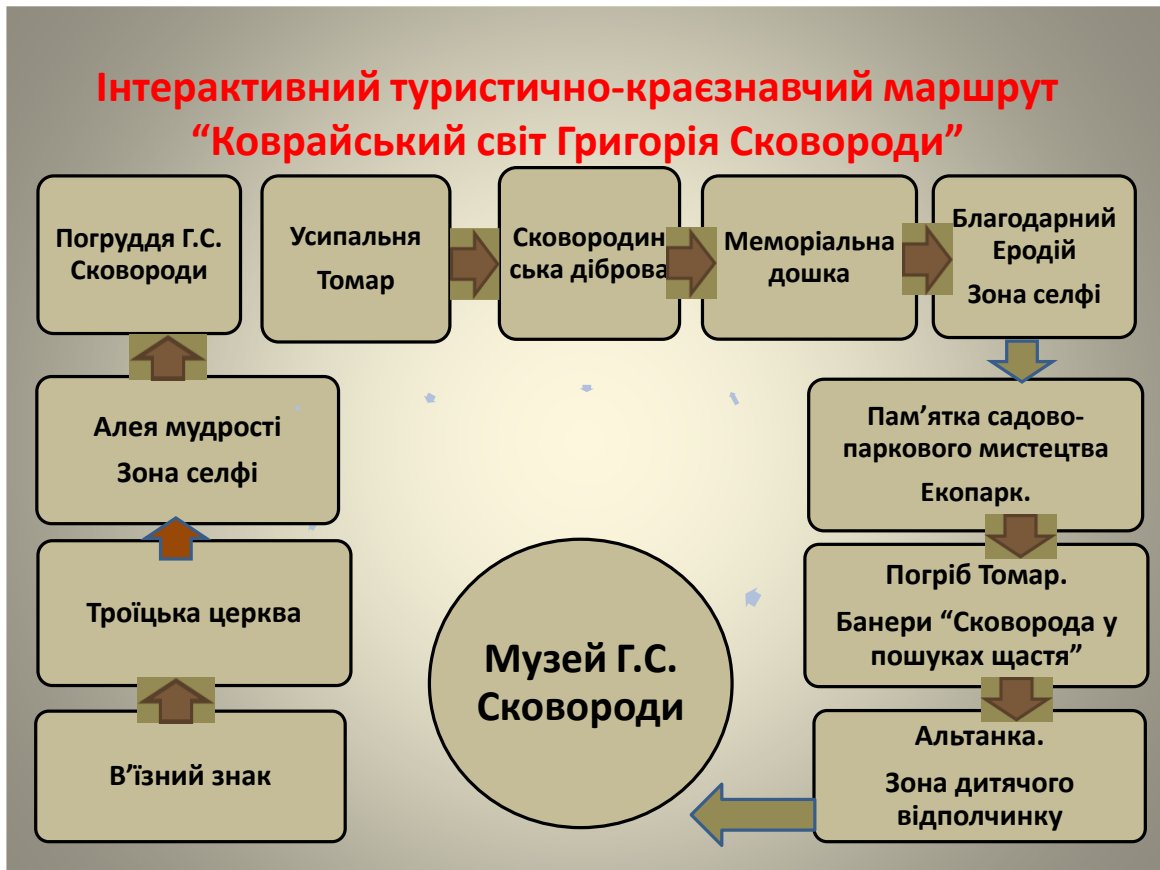 Інтерактивний туристично-краєзнавчий маршрут
“Коврайський світ Григорія Сковороди”
Погруддя Г.С.
Сковороди
Усипальня
Томар
Сковородин
ська діброва
Меморіальна
дошка
Благодарний
Еродій
Зона селфі
Алея мудрості
Зона селфі
Пам’ятка садово-
паркового мистецтва
Екопарк.
Троїцька церква
Погріб Томар.
Банери “Сковорода у
пошуках щастя”
Музей Г.С.
Сковороди
В’їзний знак
Альтанка.
Зона дитячого
відполчинку